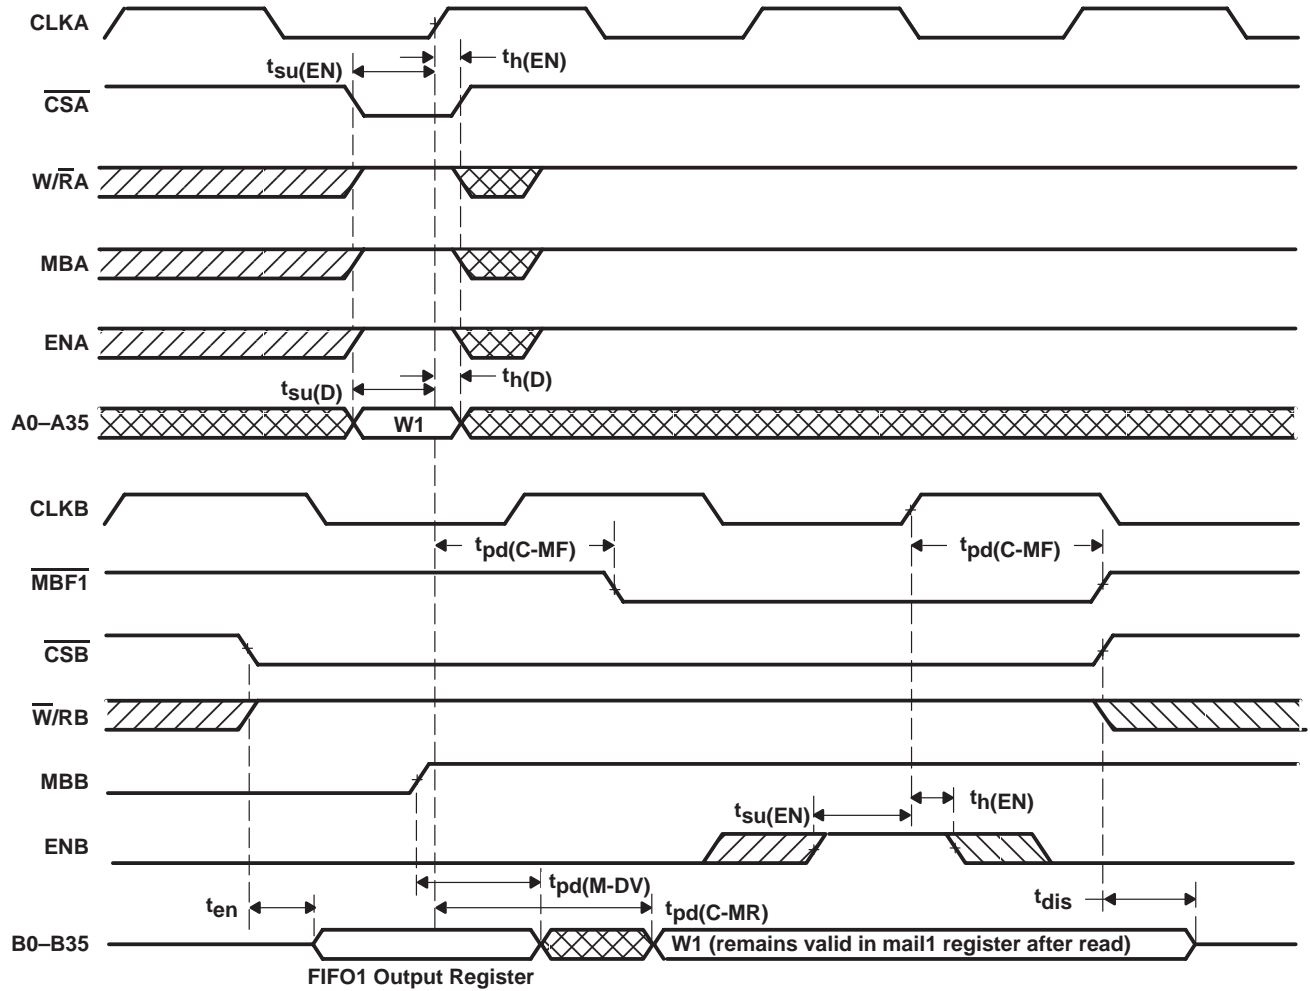 CLKA
tsu(EN)
th(EN)
CSA
W/RA
MBA
ENA
tsu(D)
th(D)
A0–A35
W1
CLKB
tpd(C-MF)
tpd(C-MF)
MBF1
CSB
W/RB
MBB
tsu(EN)
th(EN)
ENB
tpd(M-DV)
ten
tpd(C-MR)
tdis
B0–B35
W1 (remains valid in mail1 register after read)
FIFO1 Output Register